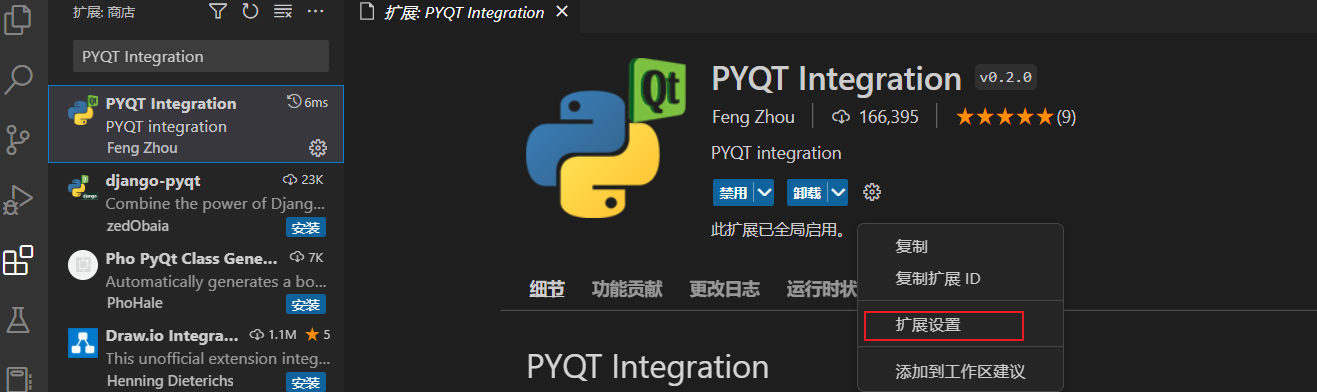 扩展: 商店
PYQT Integration
PYQT Integration 6ms
PYQT integration
Feng Zhou
django-pyqt 23K
Combine the power of Djang...
zedObaia 安装
Pho PyQt Class Gene... 7K
Automatically generates a bo...
PhoHale 安装
Draw.io Integra... 1.1M 5
This unofficial extension integ...
Henning Dieterichs 安装
扩展: PYQT Integration
PYQT Integration v0.2.0
Feng Zhou 166,395 (9)
PYQT integration
禁用 卸载
此扩展已全局启用。
细节 功能贡献 更改日志 运行时状
PYQT Integration
复制
复制扩展 ID
扩展设置
添加到工作区建议
Qt